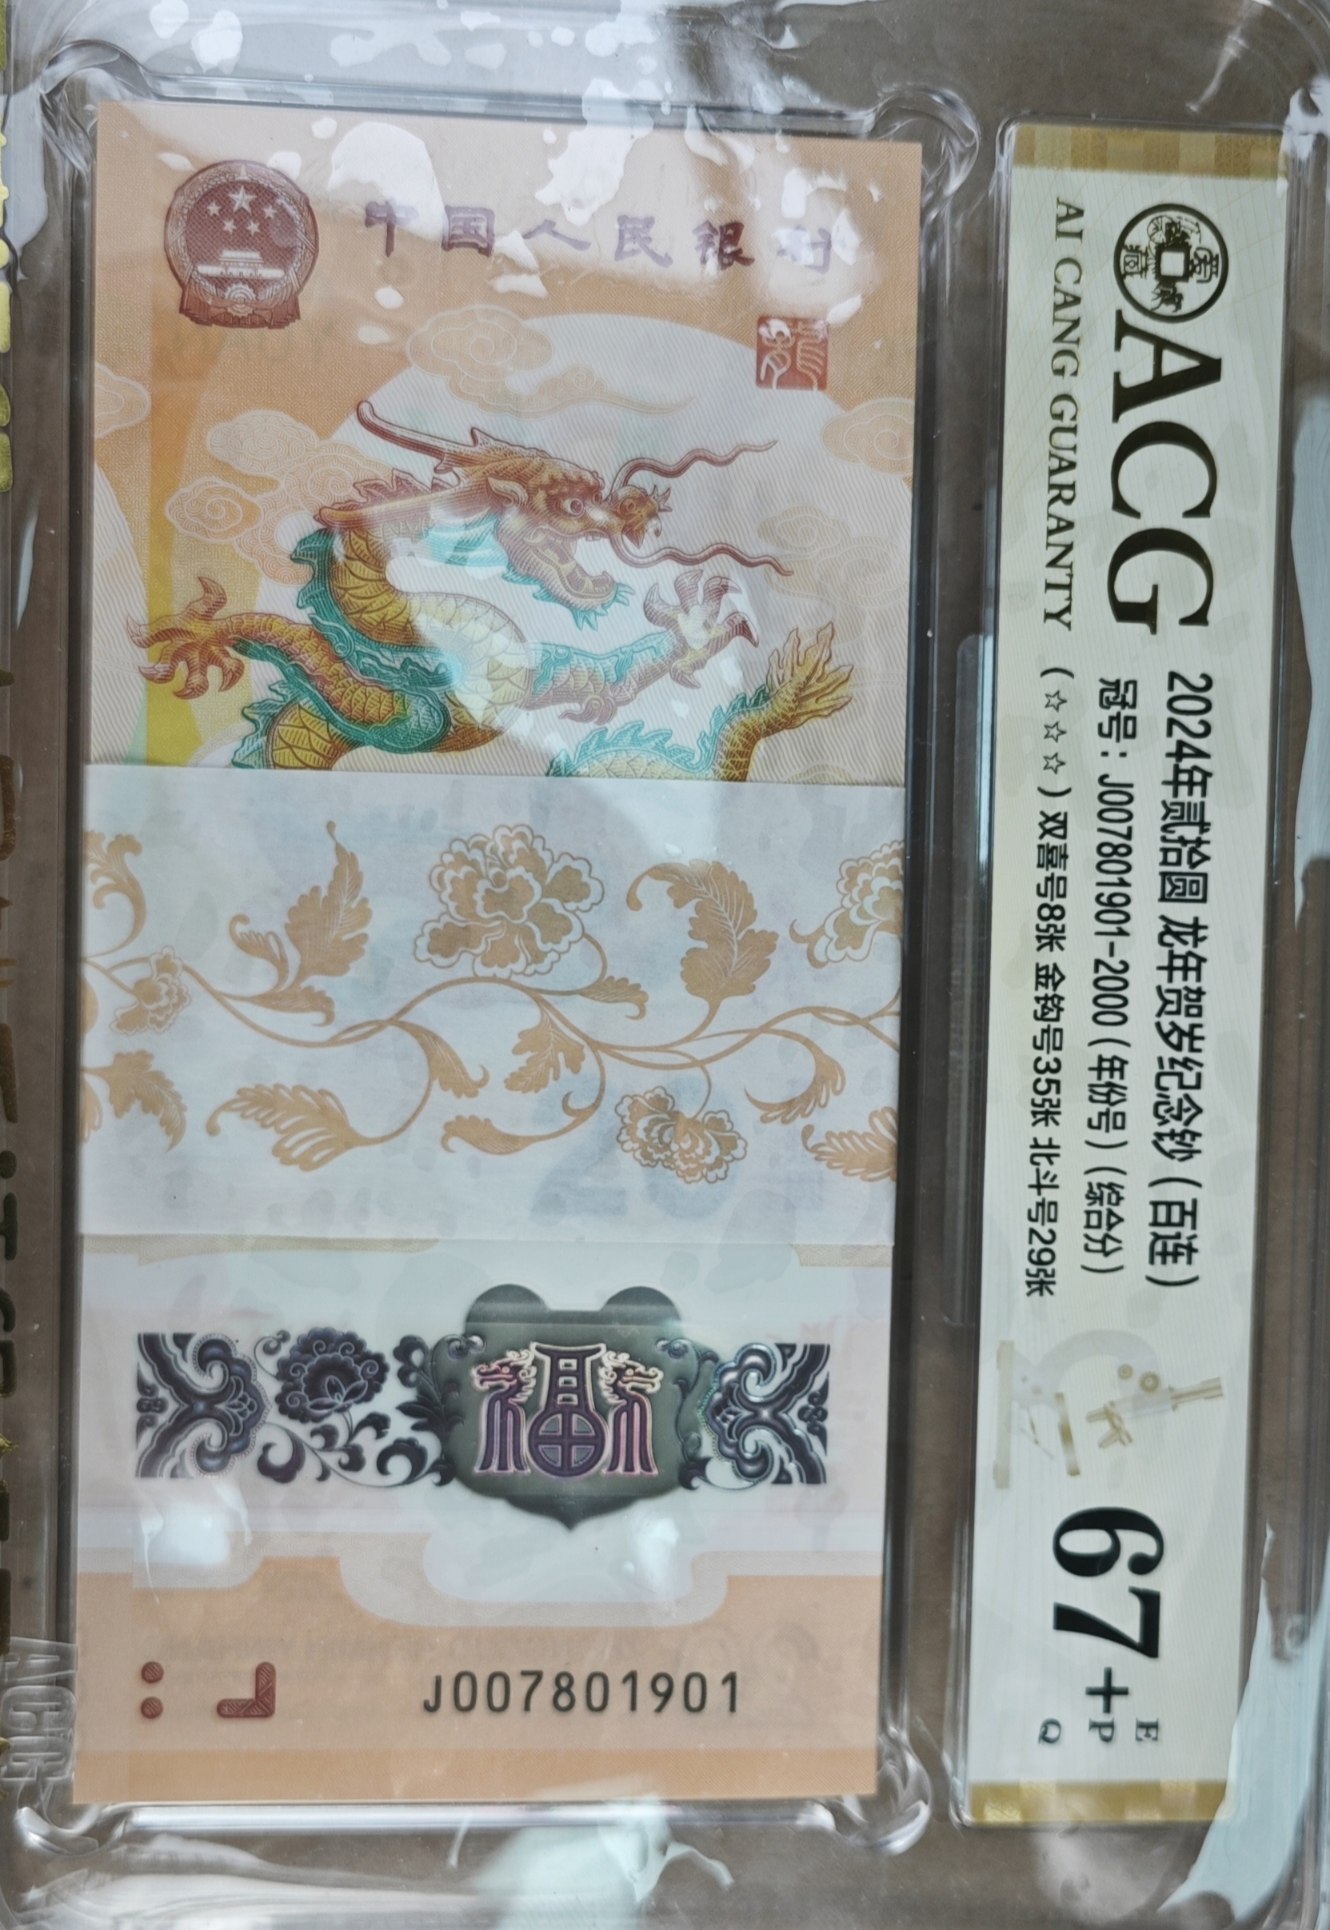 中国人民银行
J007801901
ACG
AI CANG GUARANTY
2024年贰拾圆 龙年贺岁纪念钞（百连）
冠号：J007801901-2000（年份号）（综合分）
（☆☆☆）双喜号8张 金钩号35张 北斗号29张
67+
E
P
Q
福
ACG